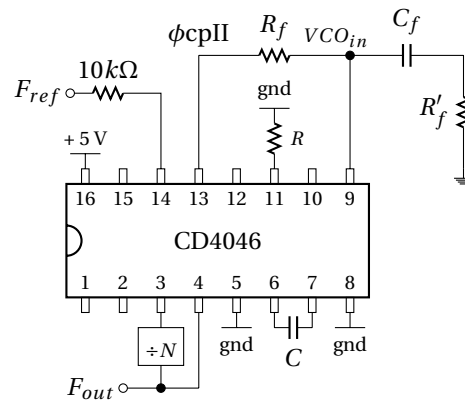 ϕcpII
R_f
VCO_in
C_f
F_ref
10kΩ
gnd
R'_f
R
+5V
16 15 14 13 12 11 10 9
CD4046
1 2 3 4 5 6 7 8
÷N
gnd
C
gnd
F_out